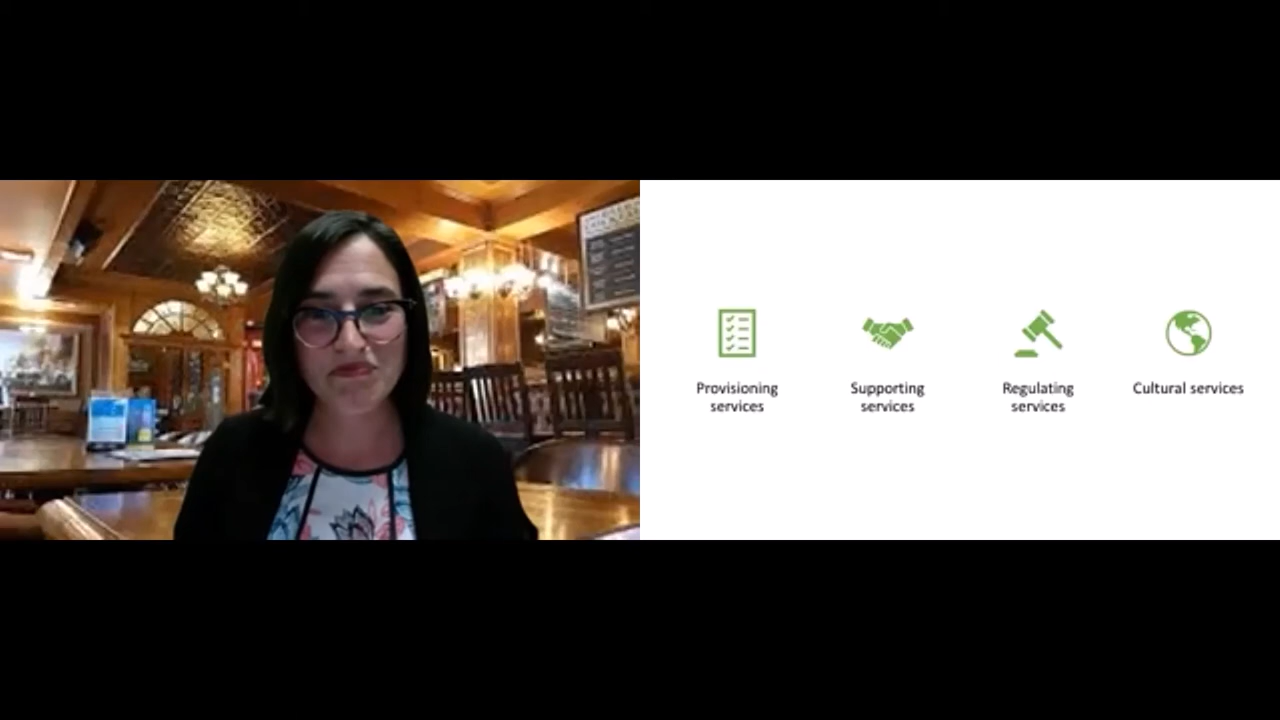 Provisioning
services
Supporting
services
Regulating
services
Cultural services